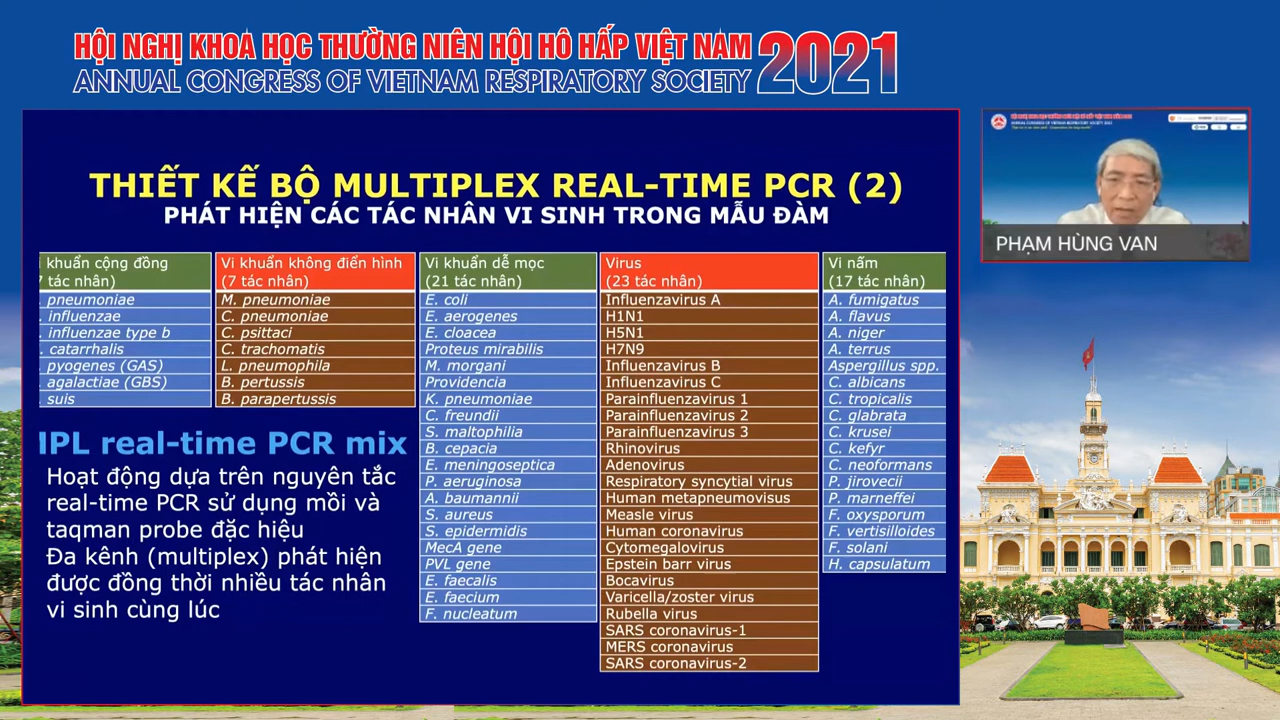 HỘI NGHỊ KHOA HỌC THƯỜNG NIÊN HỘI HÔ HẤP VIỆT NAM 2021
ANNUAL CONGRESS OF VIETNAM RESPIRATORY SOCIETY
THIẾT KẾ BỘ MULTIPLEX REAL-TIME PCR (2)
PHÁT HIỆN CÁC TÁC NHÂN VI SINH TRONG MẪU ĐÀM
khuẩn cộng đồng
tác nhân)
pneumoniae
influenzae
influenzae type b
catarrhalis
pyogenes (GAS)
agalactiae (GBS)
suis
Vi khuẩn không điển hình
(7 tác nhân)
M. pneumoniae
C. pneumoniae
C. psittaci
C. trachomatis
L. pneumophila
B. pertussis
B. parapertussis
Vi khuẩn dễ mọc
(21 tác nhân)
E. coli
E. aerogenes
E. cloacea
Proteus mirabilis
M. morgani
Providencia
K. pneumoniae
C. freundii
S. maltophilia
B. cepacia
E. meningoseptica
P. aeruginosa
A. baumannii
S. aureus
S. epidermidis
MecA gene
PVL gene
E. faecalis
E. faecium
F. nucleatum
Virus
(23 tác nhân)
Influenzavirus A
H1N1
H5N1
H7N9
Influenzavirus B
Influenzavirus C
Parainfluenzavirus 1
Parainfluenzavirus 2
Parainfluenzavirus 3
Rhinovirus
Adenovirus
Respiratory syncytial virus
Human metapneumovisus
Measle virus
Human coronavirus
Cytomegalovirus
Epstein barr virus
Bocavirus
Varicella/zoster virus
Rubella virus
SARS coronavirus-1
MERS coronavirus
SARS coronavirus-2
Vi nấm
(17 tác nhân)
A. fumigatus
A. flavus
A. niger
A. terrus
Aspergillus spp.
C. albicans
C. tropicalis
C. glabrata
C. krusei
C. kefyr
C. neoformans
P. jirovecii
P. marneffei
F. oxysporum
F. vertisilloides
F. solani
H. capsulatum
MPL real-time PCR mix
Hoạt động dựa trên nguyên tắc
real-time PCR sử dụng mồi và
taqman probe đặc hiệu
Đa kênh (multiplex) phát hiện
được đồng thời nhiều tác nhân
vi sinh cùng lúc
PHẠM HÙNG VAN